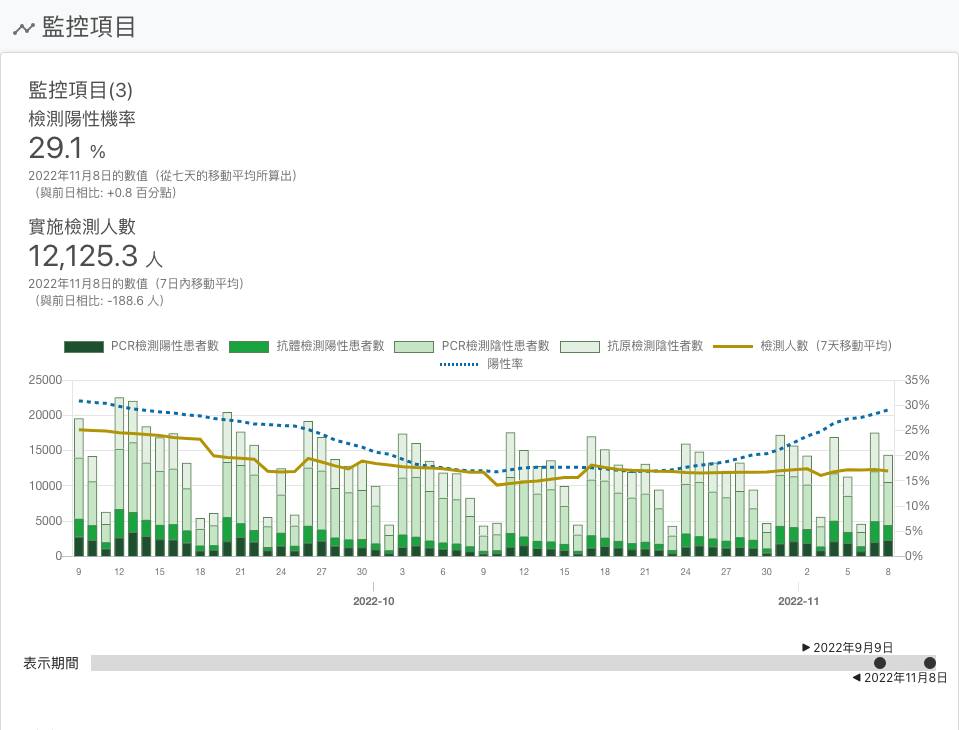 監控項目
監控項目(3)
檢測陽性機率
29.1 %
2022年11月8日的數值（從七天的移動平均所算出）
（與前日相比: +0.8 百分點）
實施檢測人數
12,125.3 人
2022年11月8日的數值（7日內移動平均）
（與前日相比: -188.6 人）
PCR檢測陽性患者數 抗體檢測陽性患者數 PCR檢測陰性患者數 抗原檢測陰性者數 檢測人數（7天移動平均）
陽性率
25000 35%
20000 30%
25%
15000 20%
10000 15%
10%
5000 5%
0 0%
9 12 15 18 21 24 27 30 3 6 9 12 15 18 21 24 27 30 2 5 8
2022-10 2022-11
▶ 2022年9月9日
表示期間
◀ 2022年11月8日